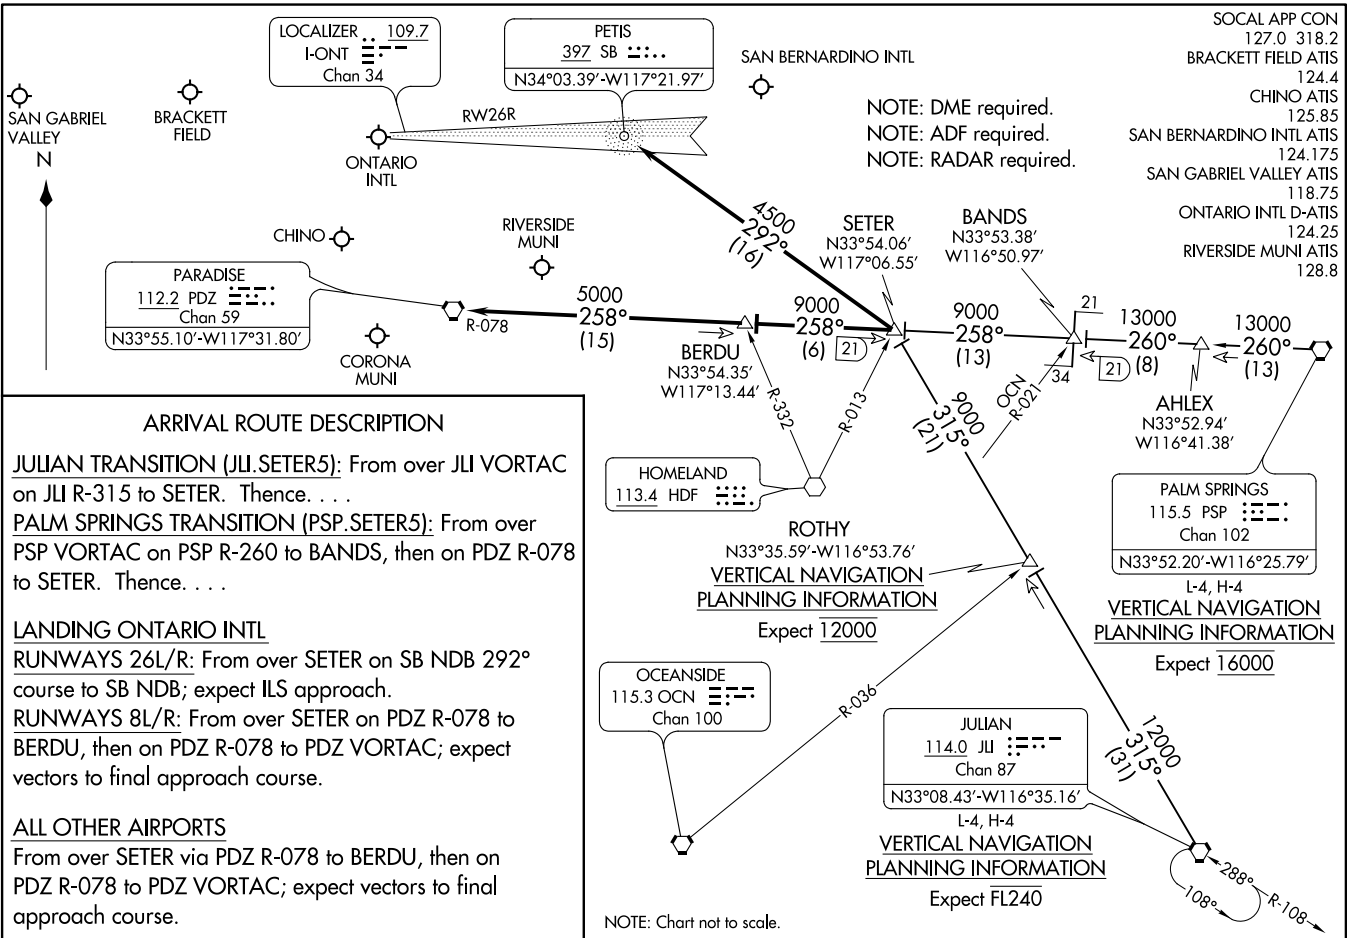 LOCALIZER 109.7
I-ONT
Chan 34
PETIS
397 SB
N34°03.39'-W117°21.97'
SAN BERNARDINO INTL
SOCAL APP CON
127.0 318.2
BRACKETT FIELD ATIS
124.4
CHINO ATIS
125.85
SAN BERNARDINO INTL ATIS
124.175
SAN GABRIEL VALLEY ATIS
118.75
ONTARIO INTL D-ATIS
124.25
RIVERSIDE MUNI ATIS
128.8
NOTE: DME required.
NOTE: ADF required.
NOTE: RADAR required.
SAN GABRIEL
VALLEY
N
BRACKETT
FIELD
RW26R
ONTARIO
INTL
CHINO
RIVERSIDE
MUNI
4500
292°
(16)
SETER
N33°54.06'
W117°06.55'
BANDS
N33°53.38'
W116°50.97'
PARADISE
112.2 PDZ
Chan 59
N33°55.10'-W117°31.80'
R-078
CORONA
MUNI
5000
258°
(15)
BERDU
N33°54.35'
W117°13.44'
9000
258°
(6)
21
9000
258°
(13)
21
34
21
13000
260°
(8)
13000
260°
(13)
AHLEX
N33°52.94'
W116°41.38'
OCN
R-021
R-332
R-013
9000
315°
(21)
HOMELAND
113.4 HDF
PALM SPRINGS
115.5 PSP
Chan 102
N33°52.20'-W116°25.79'
L-4, H-4
VERTICAL NAVIGATION
PLANNING INFORMATION
Expect 16000
ROTHY
N33°35.59'-W116°53.76'
VERTICAL NAVIGATION
PLANNING INFORMATION
Expect 12000
OCEANSIDE
115.3 OCN
Chan 100
R-036
12000
315°
(31)
JULIAN
114.0 JLI
Chan 87
N33°08.43'-W116°35.16'
L-4, H-4
VERTICAL NAVIGATION
PLANNING INFORMATION
Expect FL240
288°
108°
R-108
NOTE: Chart not to scale.
ARRIVAL ROUTE DESCRIPTION
JULIAN TRANSITION (JLI.SETER5): From over JLI VORTAC
on JLI R-315 to SETER. Thence. . . .
PALM SPRINGS TRANSITION (PSP.SETER5): From over
PSP VORTAC on PSP R-260 to BANDS, then on PDZ R-078
to SETER. Thence. . . .
LANDING ONTARIO INTL
RUNWAYS 26L/R: From over SETER on SB NDB 292°
course to SB NDB; expect ILS approach.
RUNWAYS 8L/R: From over SETER on PDZ R-078 to
BERDU, then on PDZ R-078 to PDZ VORTAC; expect
vectors to final approach course.
ALL OTHER AIRPORTS
From over SETER via PDZ R-078 to BERDU, then on
PDZ R-078 to PDZ VORTAC; expect vectors to final
approach course.